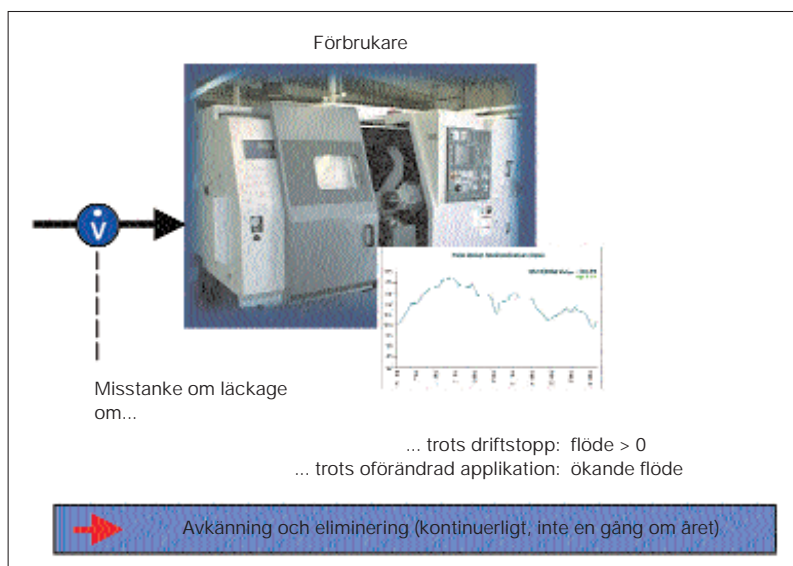 Förbrukare
V̇
Misstanke om läckage
om...
... trots driftstopp: flöde > 0
... trots oförändrad applikation: ökande flöde
Avkänning och eliminering (kontinuerligt, inte en gång om året)